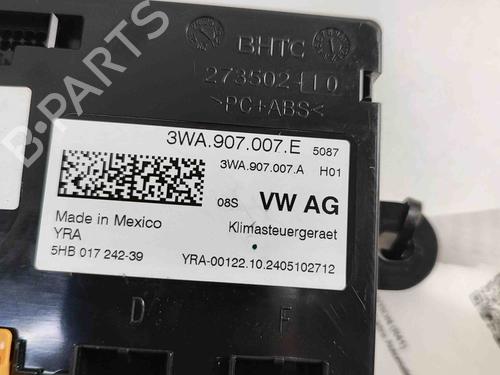 BHTC
273502-10
>PC+ABS<
3WA.907.007.E 5087
3WA.907.007.A H01
08S VW AG
Made in Mexico Klimasteuergeraet
YRA
5HB 017 242-39 YRA-00122.10.2405102712
D F